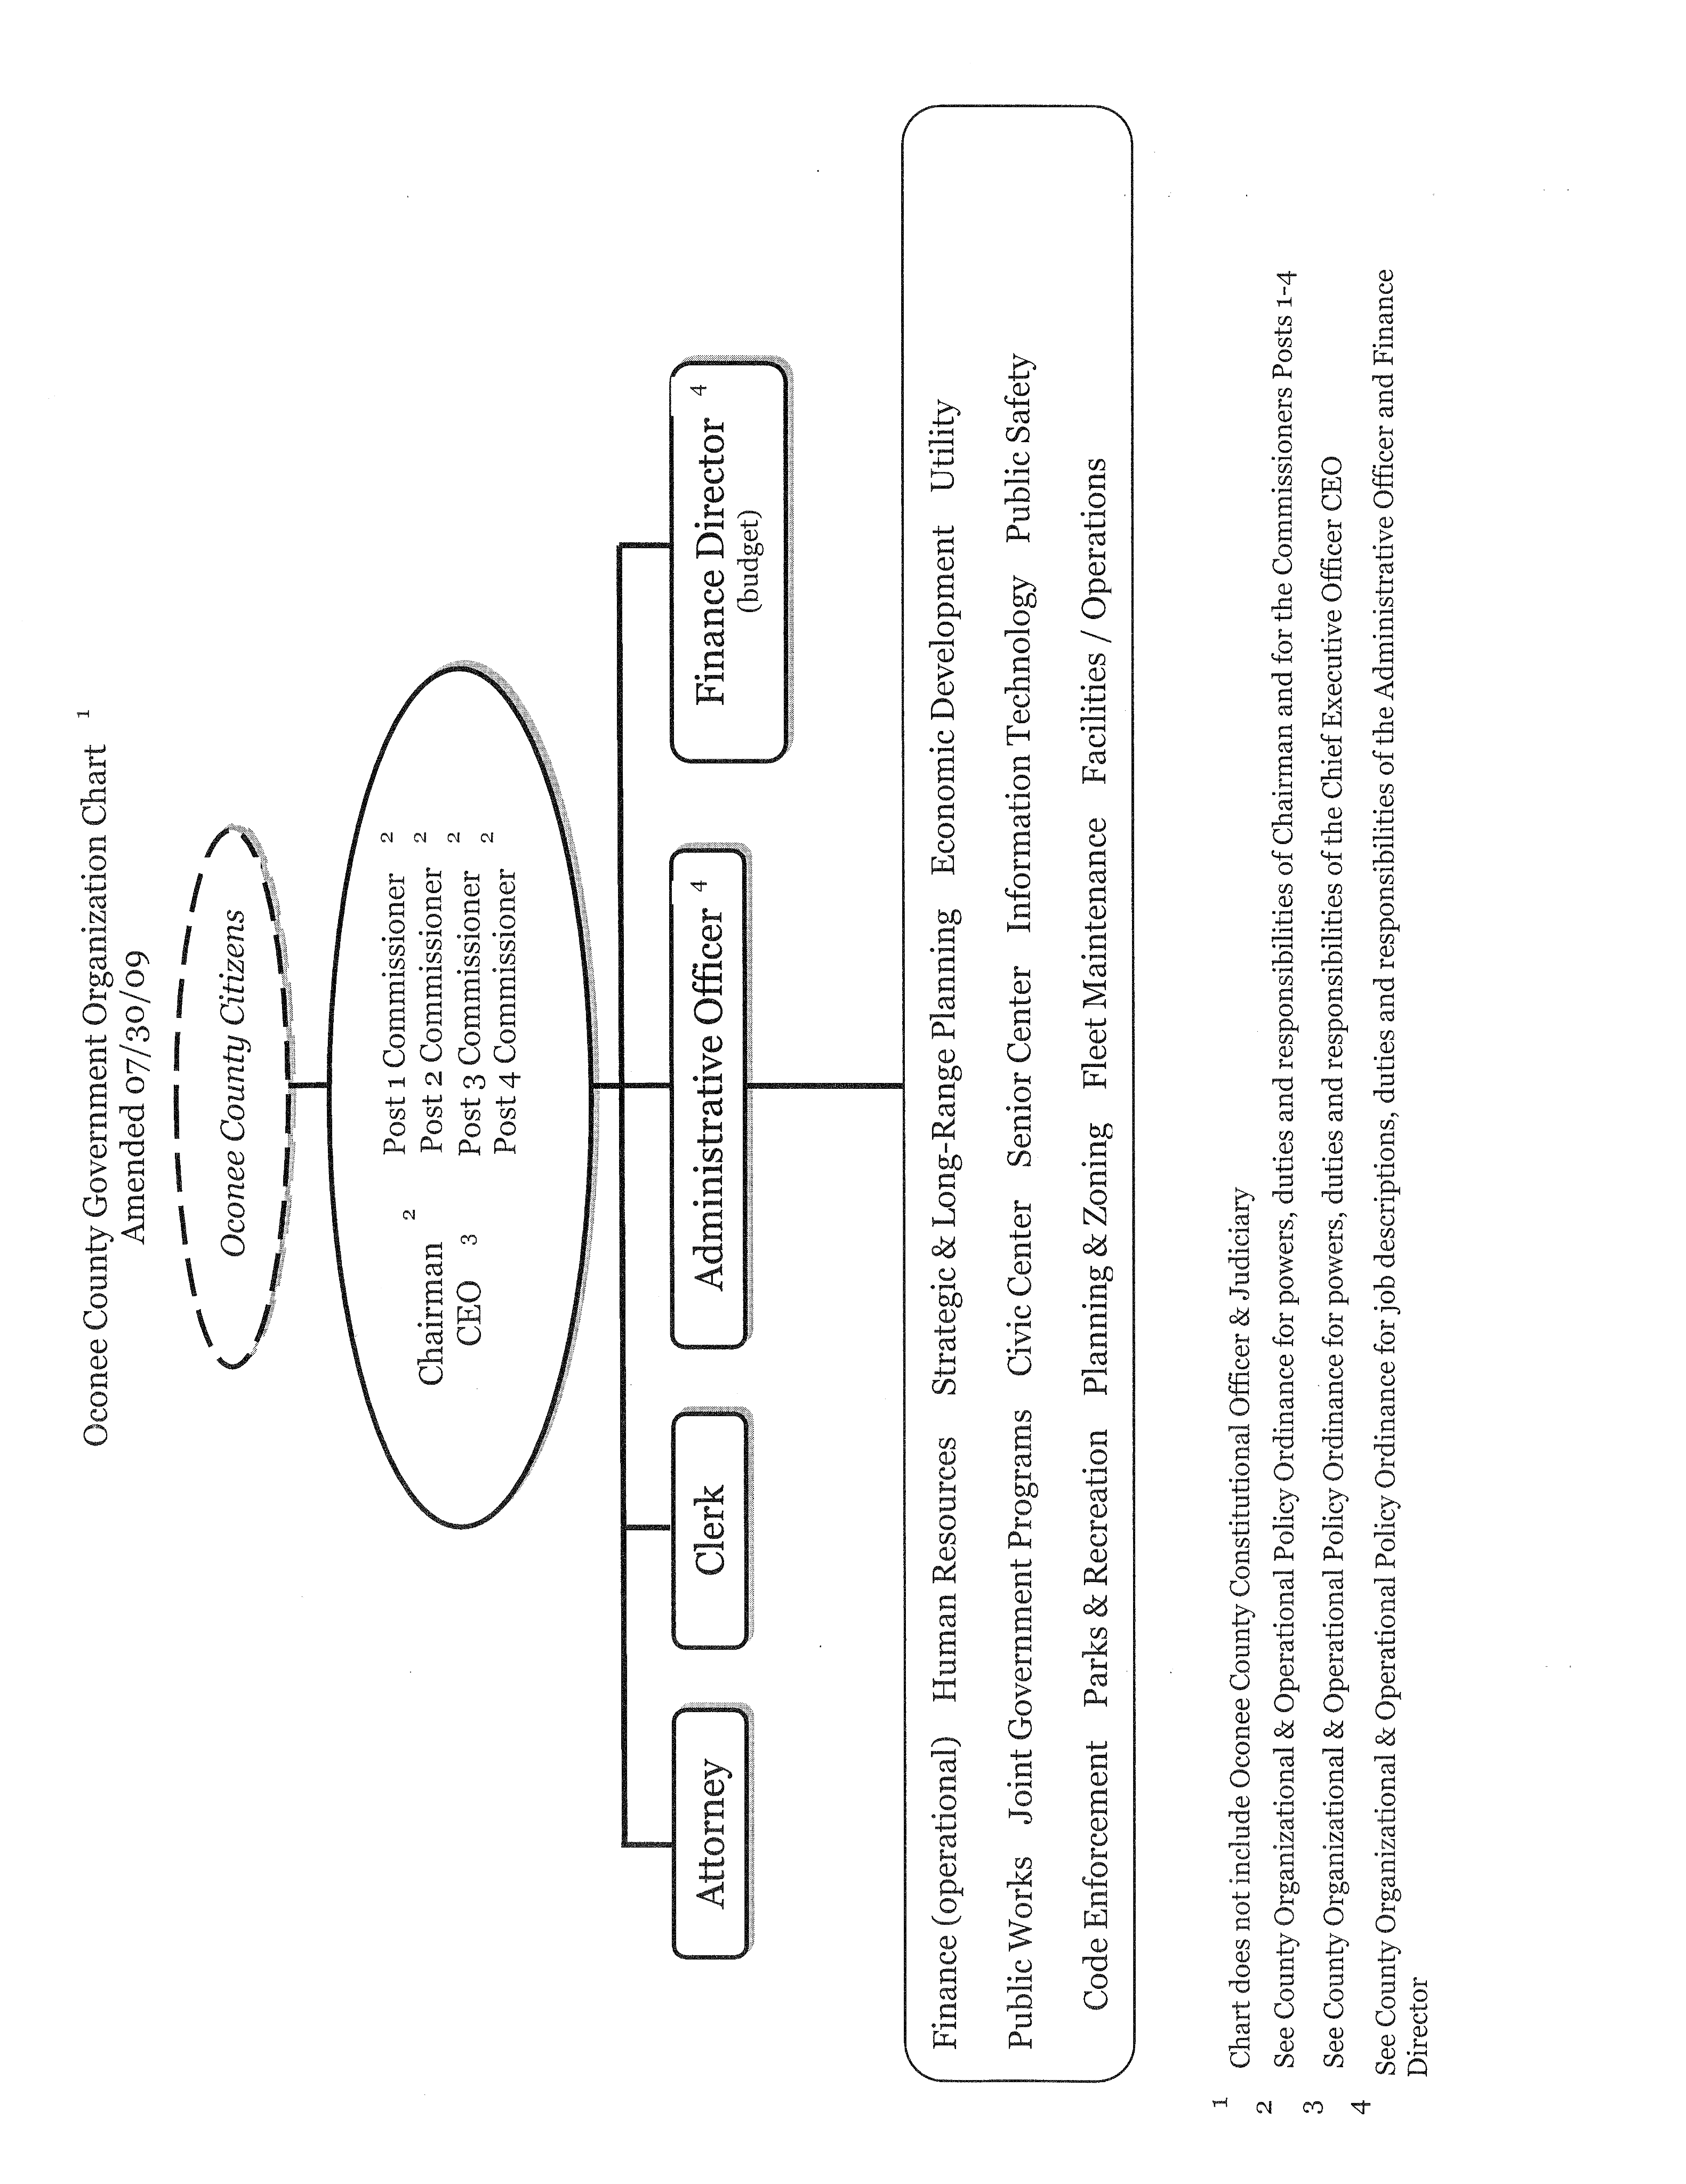 Oconee County Government Organization Chart 1
Amended 07/30/09
Oconee County Citizens
Chairman 2
CEO 3
Post 1 Commissioner 2
Post 2 Commissioner 2
Post 3 Commissioner 2
Post 4 Commissioner 2
Attorney
Clerk
Administrative Officer 4
Finance Director 4
(budget)
Finance (operational) Human Resources Strategic & Long-Range Planning Economic Development Utility
Public Works Joint Government Programs Civic Center Senior Center Information Technology Public Safety
Code Enforcement Parks & Recreation Planning & Zoning Fleet Maintenance Facilities / Operations
1 Chart does not include Oconee County Constitutional Officer & Judiciary
2 See County Organizational & Operational Policy Ordinance for powers, duties and responsibilities of Chairman and for the Commissioners Posts 1-4
3 See County Organizational & Operational Policy Ordinance for powers, duties and responsibilities of the Chief Executive Officer CEO
4 See County Organizational & Operational Policy Ordinance for job descriptions, duties and responsibilities of the Administrative Officer and Finance
Director